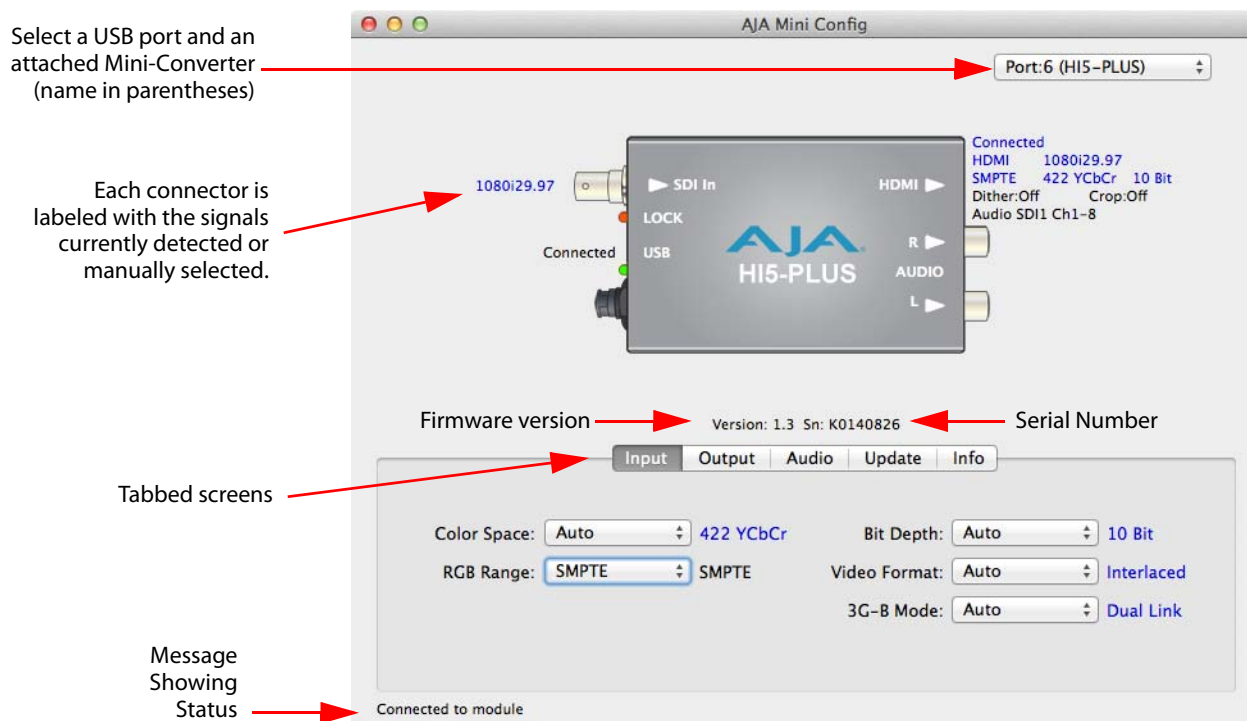 AJA Mini Config
Select a USB port and an
attached Mini-Converter
(name in parentheses)
Port:6 (HI5-PLUS)
Each connector is
labeled with the signals
currently detected or
manually selected.
1080i29.97
SDI In
LOCK
USB
Connected
AJA
HI5-PLUS
HDMI
R
AUDIO
L
Connected
HDMI 1080i29.97
SMPTE 422 YCbCr 10 Bit
Dither:Off Crop:Off
Audio SDI1 Ch1-8
Firmware version
Version: 1.3 Sn: K0140826
Serial Number
Tabbed screens
Input Output Audio Update Info
Color Space: Auto 422 YCbCr
Bit Depth: Auto 10 Bit
RGB Range: SMPTE SMPTE
Video Format: Auto Interlaced
3G-B Mode: Auto Dual Link
Message
Showing
Status
Connected to module